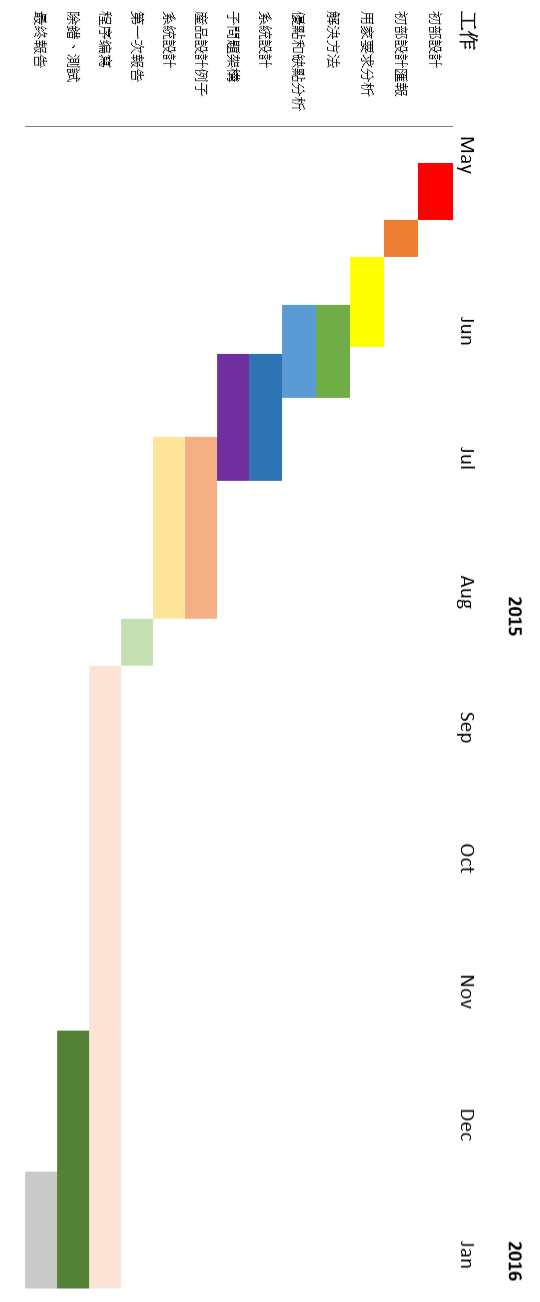 2015
2016
工作
May
Jun
Jul
Aug
Sep
Oct
Nov
Dec
Jan
初部設計
初部設計匯報
用家要求分析
解決方法
優點和缺點分析
系統設計
子問題架構
產品設計例子
系統設計
第一次報告
程序編寫
除錯、測試
最終報告